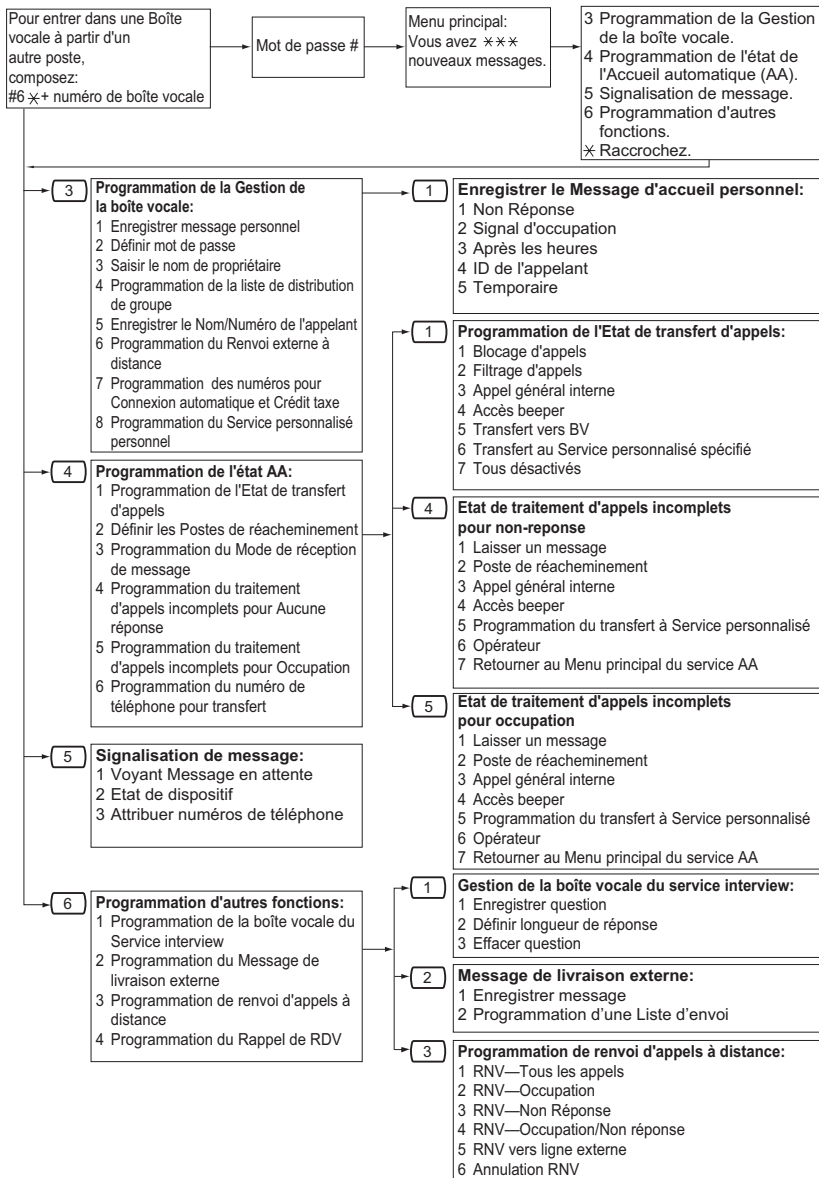 Pour entrer dans une Boîte
vocale à partir d'un
autre poste,
composez:
#6 ⚹+ numéro de boîte vocale
Mot de passe #
Menu principal:
Vous avez ⚹⚹⚹
nouveaux messages.
3 Programmation de la Gestion
de la boîte vocale.
4 Programmation de l'état de
l'Accueil automatique (AA).
5 Signalisation de message.
6 Programmation d'autres
fonctions.
⚹ Raccrochez.
3
Programmation de la Gestion de
la boîte vocale:
1 Enregistrer message personnel
2 Définir mot de passe
3 Saisir le nom de propriétaire
4 Programmation de la liste de distribution
de groupe
5 Enregistrer le Nom/Numéro de l'appelant
6 Programmation du Renvoi externe à
distance
7 Programmation des numéros pour
Connexion automatique et Crédit taxe
8 Programmation du Service personnalisé
personnel
1
Enregistrer le Message d'accueil personnel:
1 Non Réponse
2 Signal d'occupation
3 Après les heures
4 ID de l'appelant
5 Temporaire
4
Programmation de l'état AA:
1 Programmation de l'Etat de transfert
d'appels
2 Définir les Postes de réacheminement
3 Programmation du Mode de réception
de message
4 Programmation du traitement
d'appels incomplets pour Aucune
réponse
5 Programmation du traitement
d'appels incomplets pour Occupation
6 Programmation du numéro de
téléphone pour transfert
1
Programmation de l'Etat de transfert d'appels:
1 Blocage d'appels
2 Filtrage d'appels
3 Appel général interne
4 Accès beeper
5 Transfert vers BV
6 Transfert au Service personnalisé spécifié
7 Tous désactivés
4
Etat de traitement d'appels incomplets
pour non-reponse
1 Laisser un message
2 Poste de réacheminement
3 Appel général interne
4 Accès beeper
5 Programmation du transfert à Service personnalisé
6 Opérateur
7 Retourner au Menu principal du service AA
5
Etat de traitement d'appels incomplets
pour occupation
1 Laisser un message
2 Poste de réacheminement
3 Appel général interne
4 Accès beeper
5 Programmation du transfert à Service personnalisé
6 Opérateur
7 Retourner au Menu principal du service AA
5
Signalisation de message:
1 Voyant Message en attente
2 Etat de dispositif
3 Attribuer numéros de téléphone
6
Programmation d'autres fonctions:
1 Programmation de la boîte vocale du
Service interview
2 Programmation du Message de
livraison externe
3 Programmation de renvoi d'appels à
distance
4 Programmation du Rappel de RDV
1
Gestion de la boîte vocale du service interview:
1 Enregistrer question
2 Définir longueur de réponse
3 Effacer question
2
Message de livraison externe:
1 Enregistrer message
2 Programmation d'une Liste d'envoi
3
Programmation de renvoi d'appels à distance:
1 RNV—Tous les appels
2 RNV—Occupation
3 RNV—Non Réponse
4 RNV—Occupation/Non réponse
5 RNV vers ligne externe
6 Annulation RNV